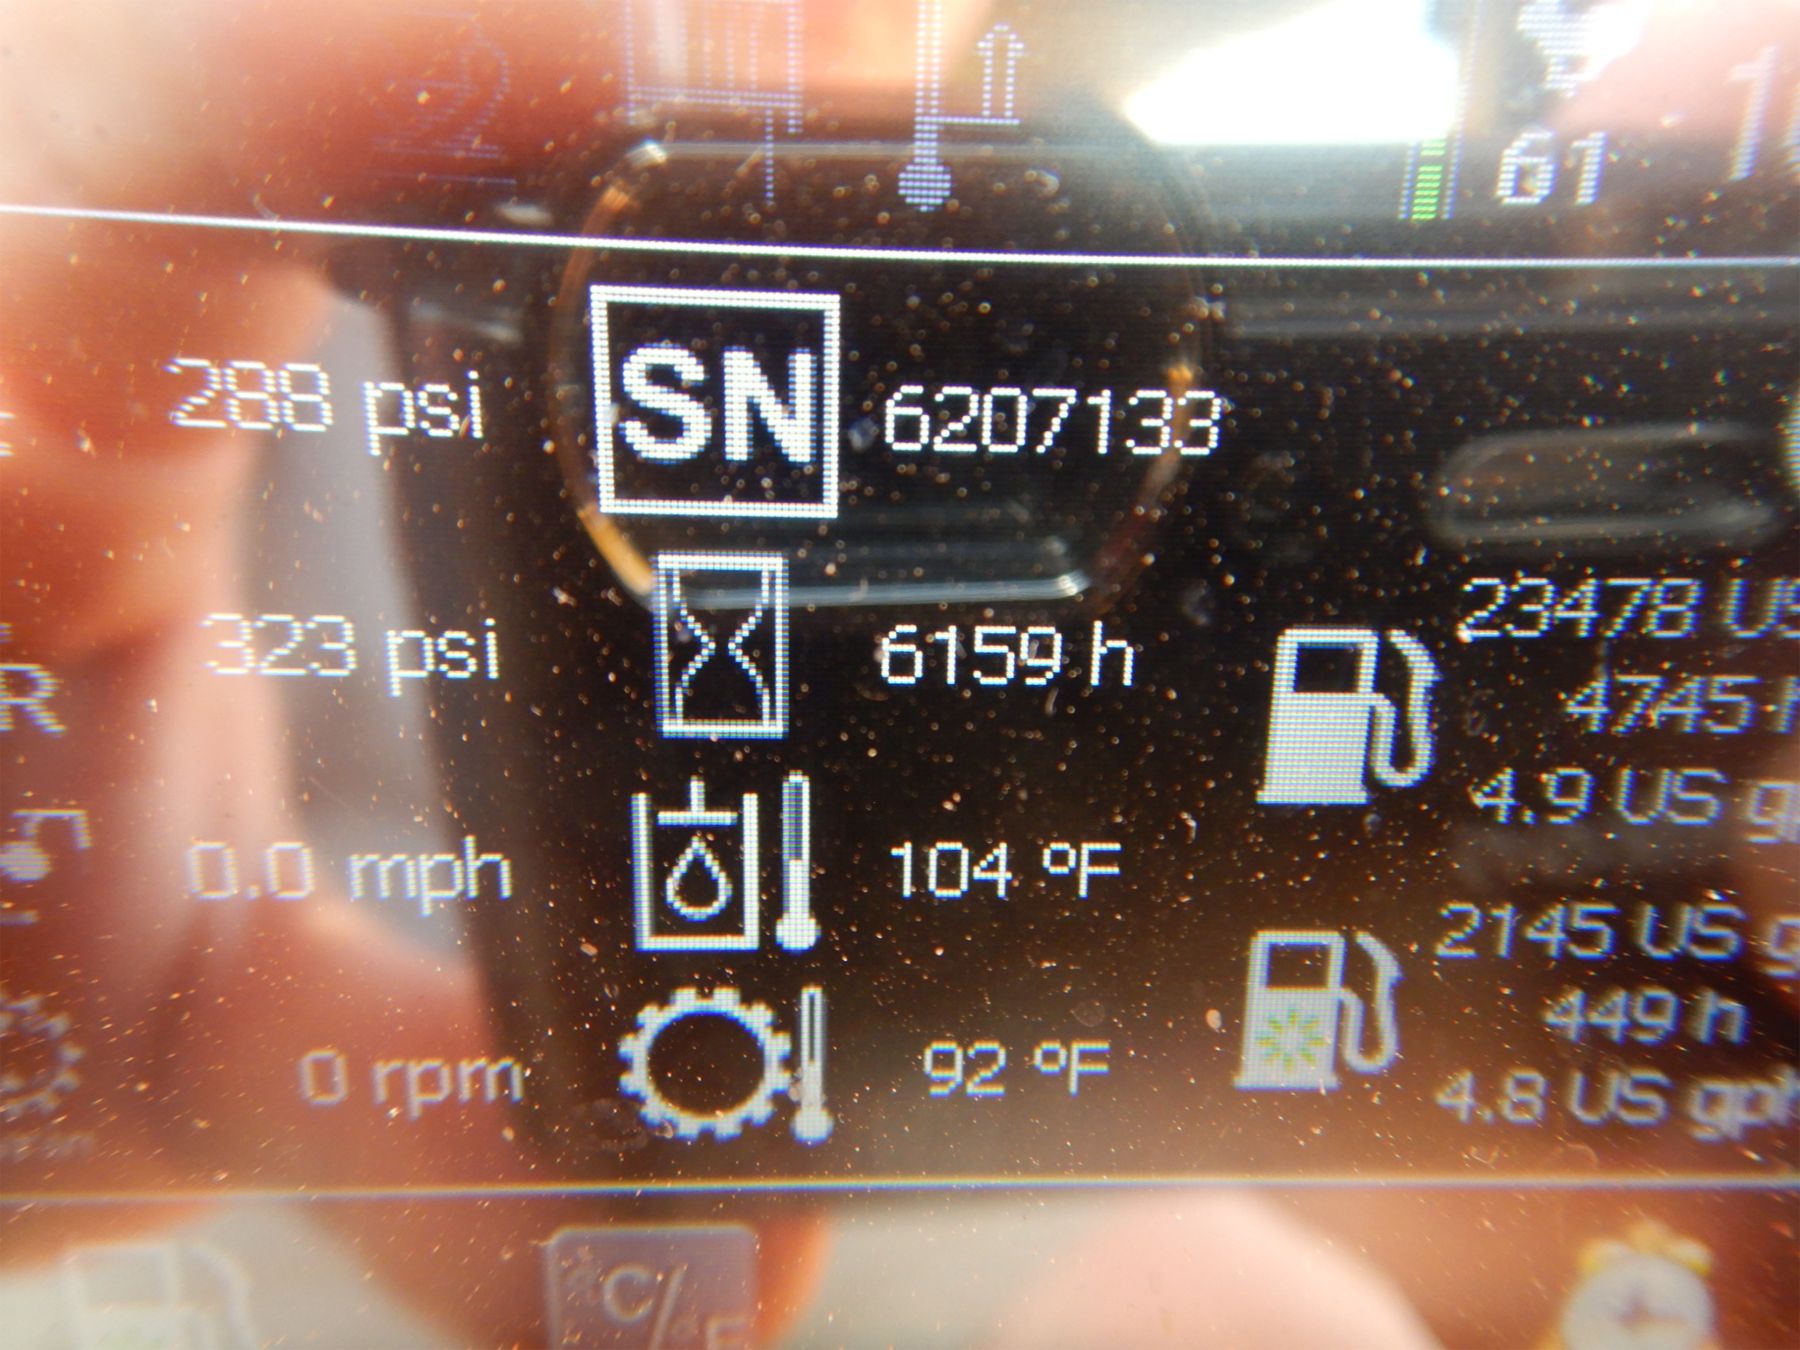 61
288 psi
SN 6207133
323 psi
6159 h
23478 US
4745 h
4.9 US gp
R
0.0 mph
104 °F
2145 US g
449 h
0 rpm
92 °F
4.8 US gph
°C/°F